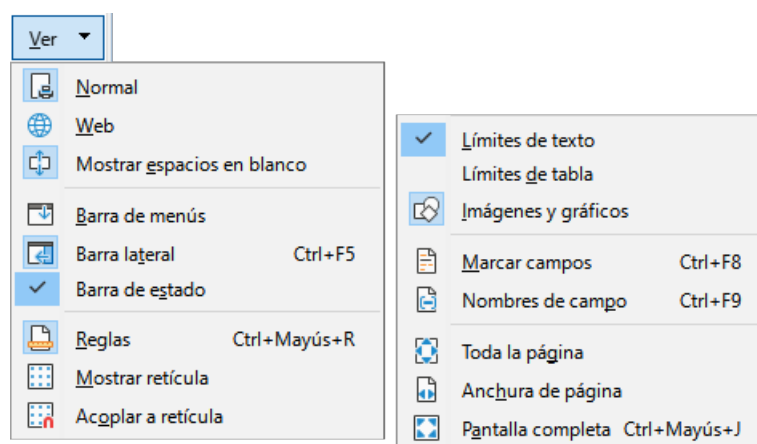 Ver
Normal
Web
Mostrar espacios en blanco
Barra de menús
Barra lateral Ctrl+F5
Barra de estado
Reglas Ctrl+Mayús+R
Mostrar retícula
Acoplar a retícula
Límites de texto
Límites de tabla
Imágenes y gráficos
Marcar campos Ctrl+F8
Nombres de campo Ctrl+F9
Toda la página
Anchura de página
Pantalla completa Ctrl+Mayús+J